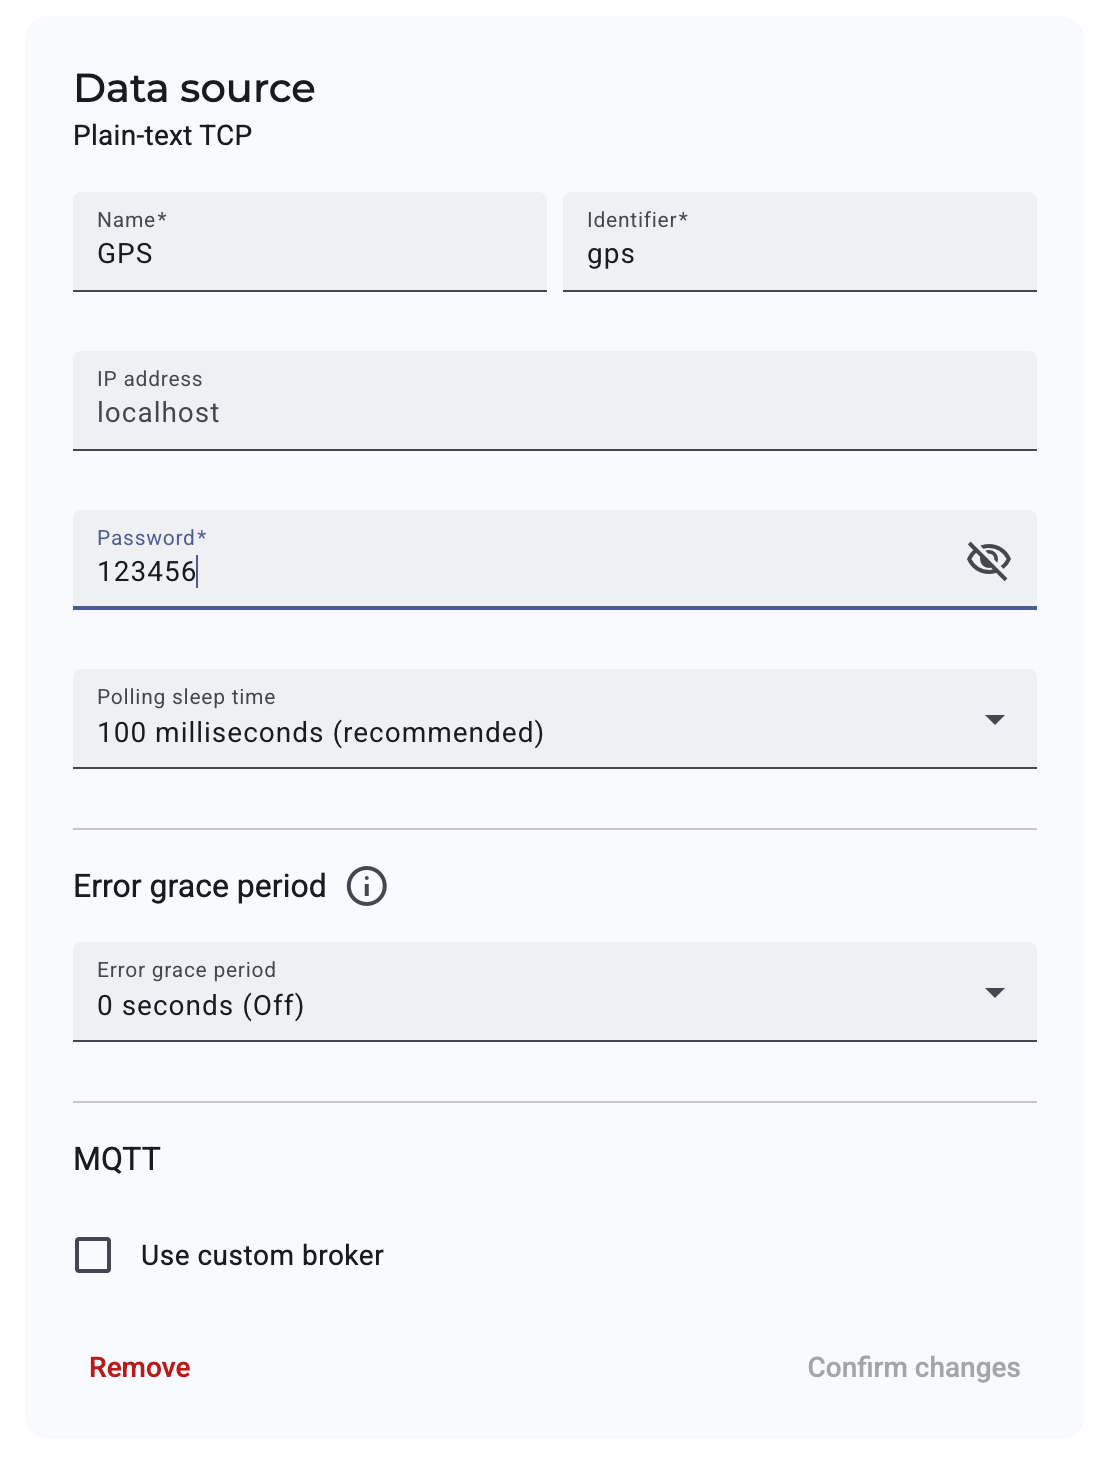 Data source
Plain-text TCP
Name*
GPS
Identifier*
gps
IP address
localhost
Password*
123456
Polling sleep time
100 milliseconds (recommended)
Error grace period
Error grace period
0 seconds (Off)
MQTT
Use custom broker
Remove
Confirm changes